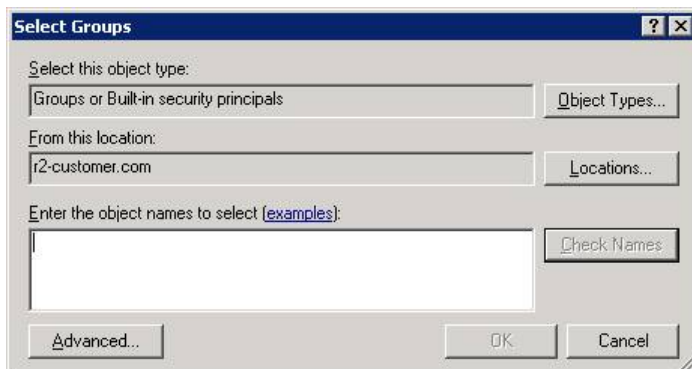 Select Groups
Select this object type:
Groups or Built-in security principals
Object Types...
From this location:
r2-customer.com
Locations...
Enter the object names to select (examples):
Check Names
Advanced...
OK
Cancel